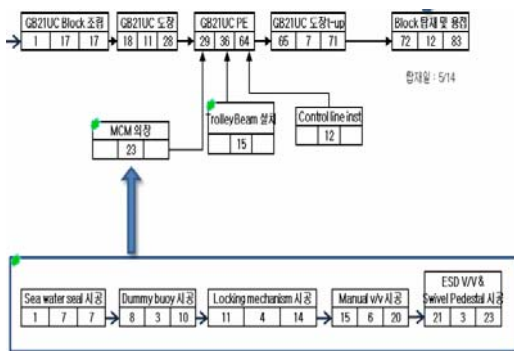 GB21UC Block 조립
1 17 17
GB21UC 도장
18 11 28
GB21UC PE
29 36 64
GB21UC 도장t-up
65 7 71
Block 탑재 및 용접
72 12 83
탑재일 : 5/14
MCM 의장
23
TrolleyBeam 설치
15
Control line inst
12
Sea water seal 시공
1 7 7
Dummy buoy 시공
8 3 10
Locking mechanism 시공
11 4 14
Manual v/v 시공
15 6 20
ESD V/V &
Swivel Pedestal 시공
21 3 23